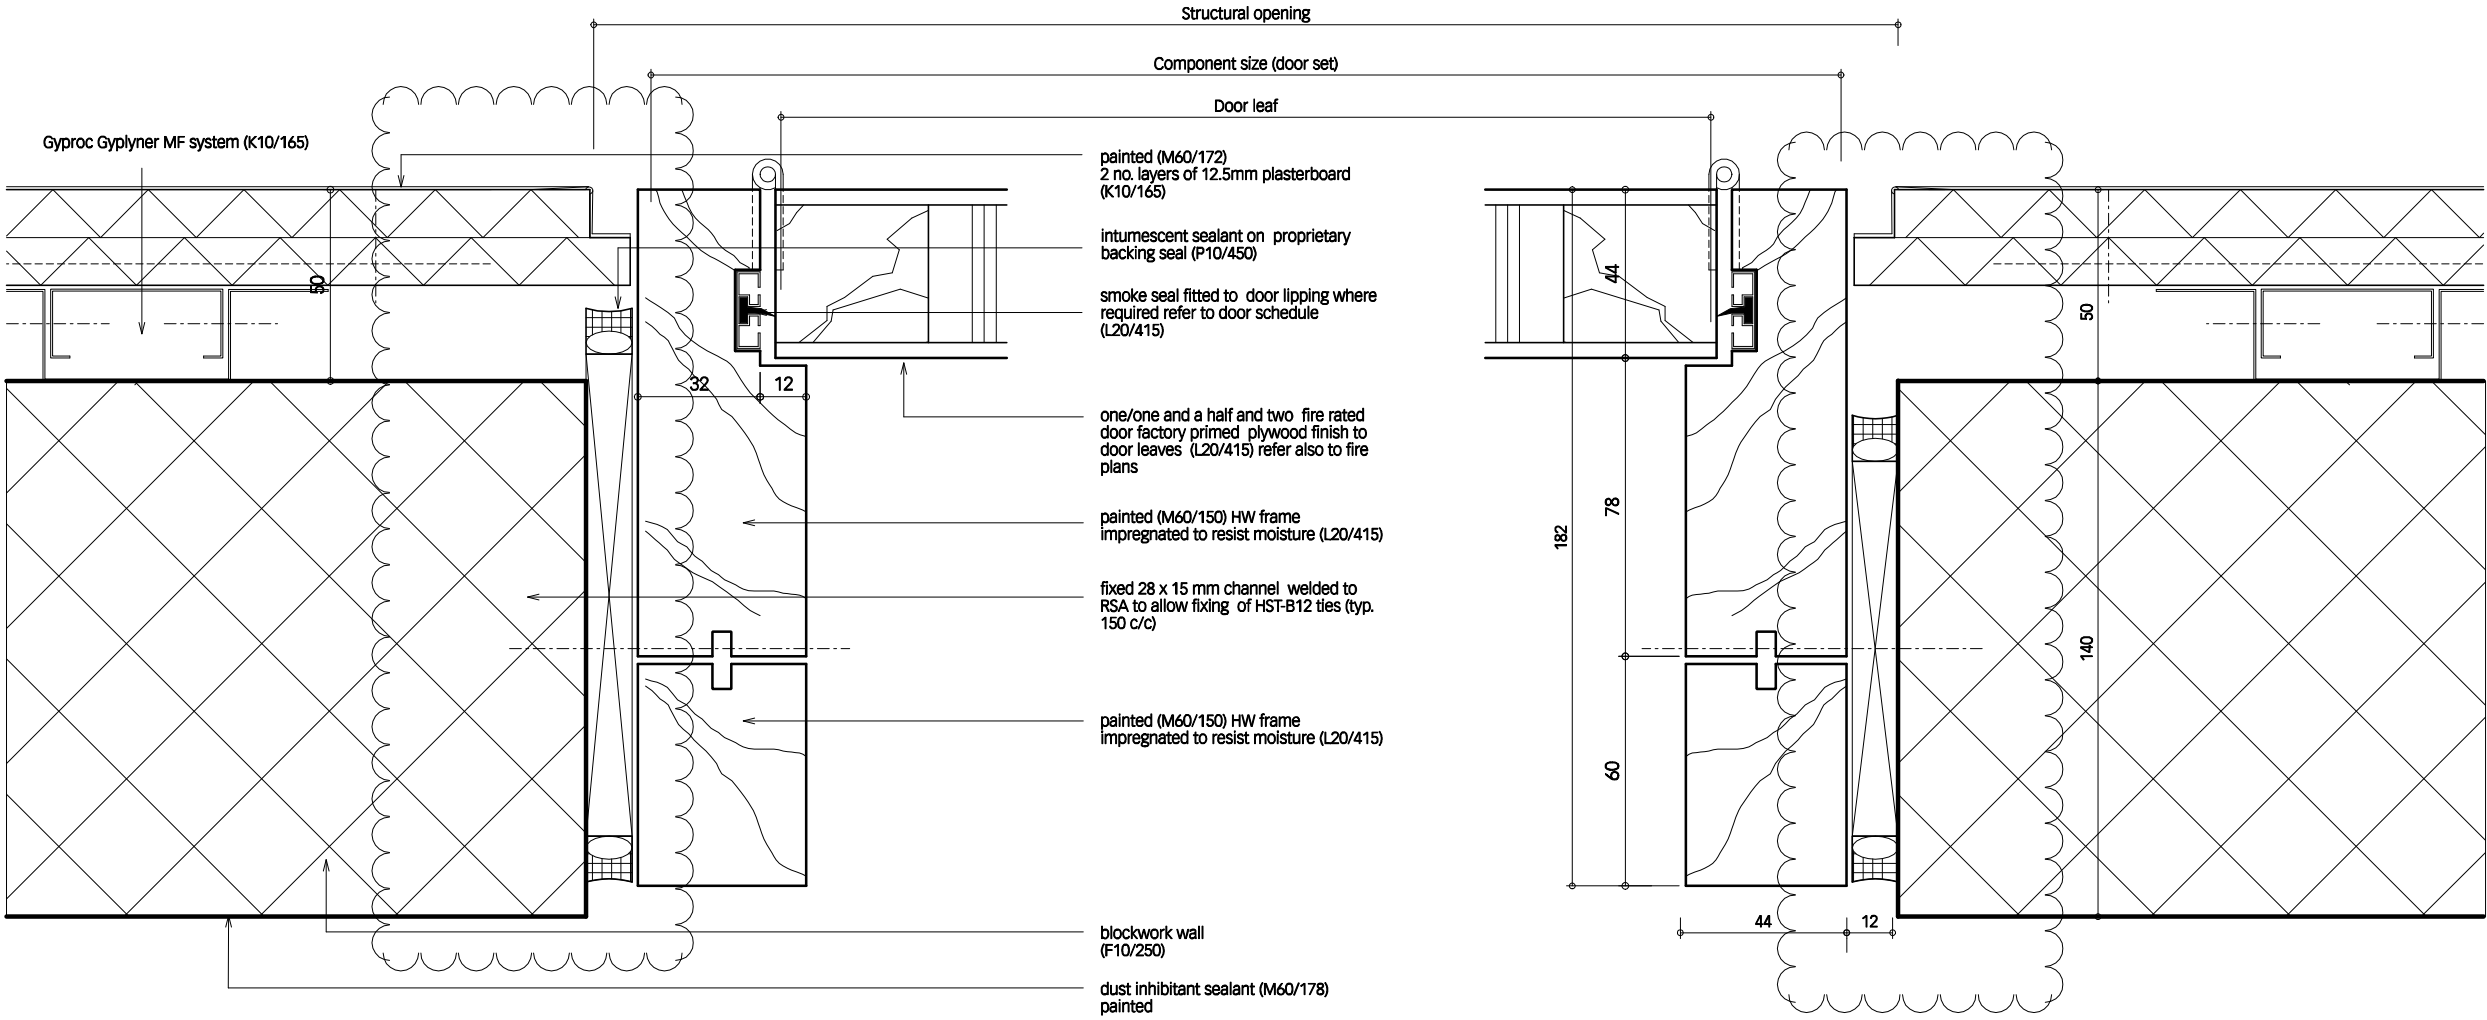 Structural opening
Component size (door set)
Door leaf
Gyproc Gyplyner MF system (K10/165)
painted (M60/172)
2 no. layers of 12.5mm plasterboard
(K10/165)
intumescent sealant on proprietary
backing seal (P10/450)
smoke seal fitted to door lipping where
required refer to door schedule
(L20/415)
one/one and a half and two fire rated
door factory primed plywood finish to
door leaves (L20/415) refer also to fire
plans
painted (M60/150) HW frame
impregnated to resist moisture (L20/415)
fixed 28 x 15 mm channel welded to
RSA to allow fixing of HST-B12 ties (typ.
150 c/c)
painted (M60/150) HW frame
impregnated to resist moisture (L20/415)
blockwork wall
(F10/250)
dust inhibitant sealant (M60/178)
painted
50
32
12
44
78
182
60
44
12
50
140